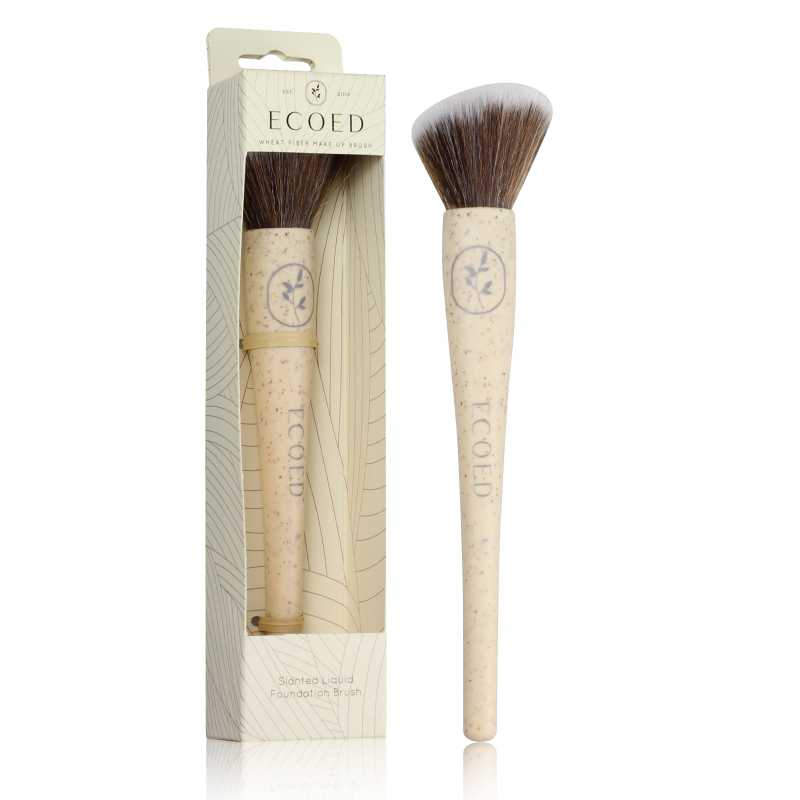 EST. 2019
ECOED
WHEAT FIBER MAKE UP BRUSH
ECOED
Slanted Liquid
Foundation Brush
ECOED